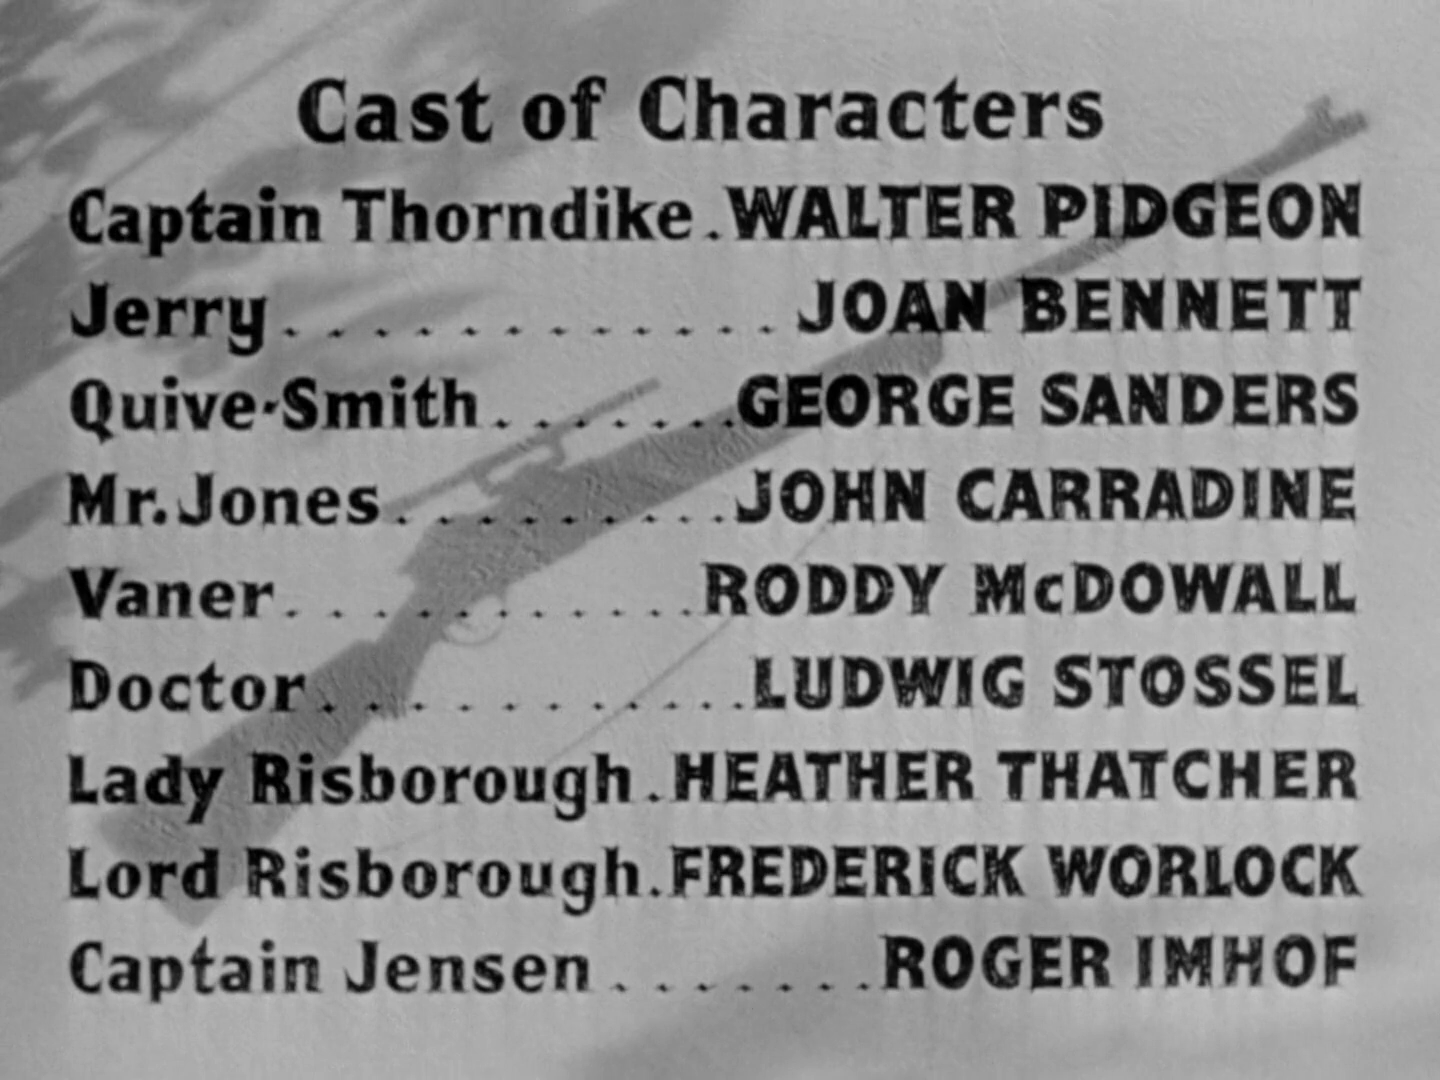 Cast of Characters
Captain Thorndike . WALTER PIDGEON
Jerry . . . . . . . . . . . . JOAN BENNETT
Quive-Smith . . . . . . GEORGE SANDERS
Mr. Jones . . . . . . . . JOHN CARRADINE
Vaner . . . . . . . . . . RODDY McDOWALL
Doctor . . . . . . . . . . LUDWIG STOSSEL
Lady Risborough . HEATHER THATCHER
Lord Risborough . FREDERICK WORLOCK
Captain Jensen . . . . . . . ROGER IMHOF